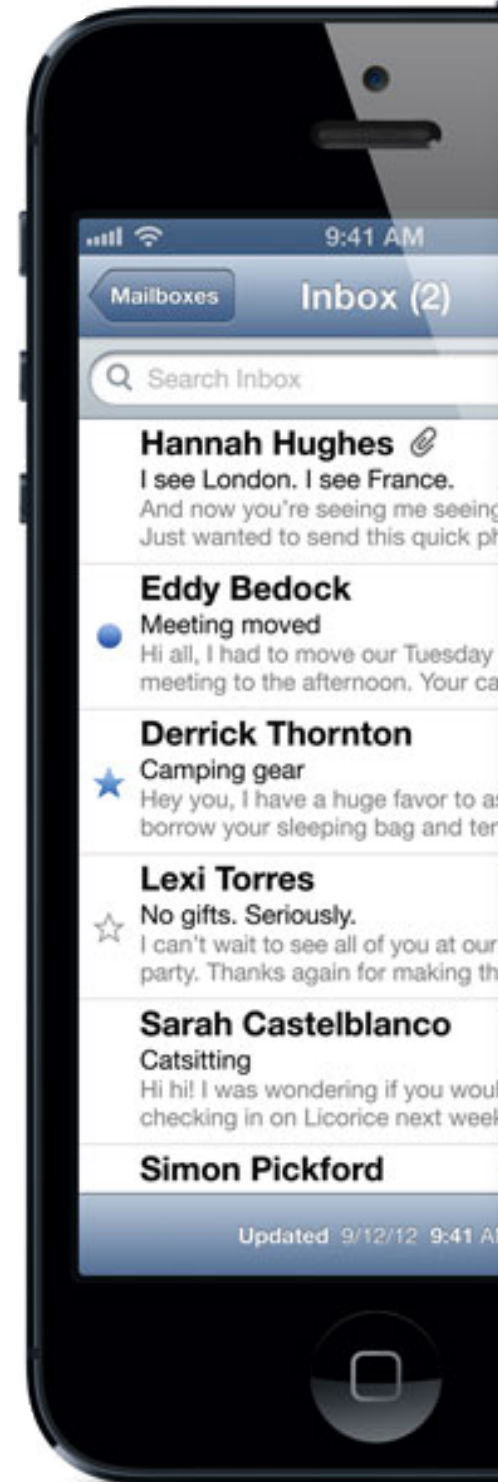 9:41 AM
Mailboxes
Inbox (2)
Search Inbox
Hannah Hughes
I see London. I see France.
And now you're seeing me seeing
Just wanted to send this quick
Eddy Bedock
Meeting moved
Hi all, I had to move our Tuesday
meeting to the afternoon. Your
Derrick Thornton
Camping gear
Hey you, I have a huge favor to
borrow your sleeping bag and
Lexi Torres
No gifts. Seriously.
I can't wait to see all of you at our
party. Thanks again for making
Sarah Castelblanco
Catsitting
Hi hi! I was wondering if you
checking in on Licorice next
Simon Pickford
Updated 9/12/12 9:41